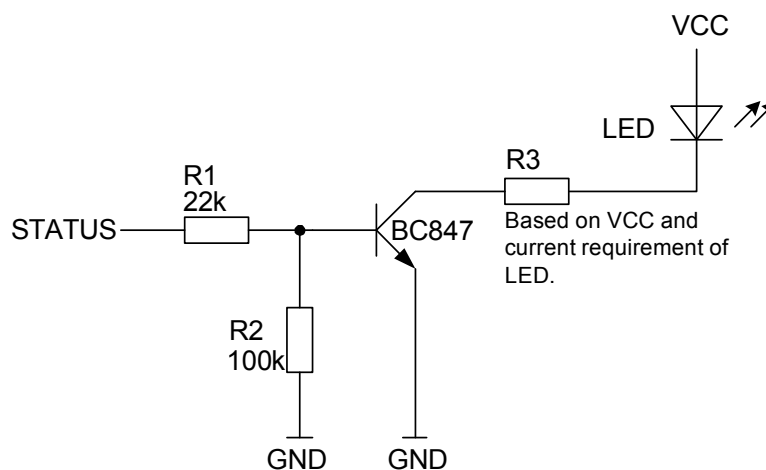 VCC
LED
R3
R1
22k
STATUS
BC847
Based on VCC and
current requirement of
LED.
R2
100k
GND
GND